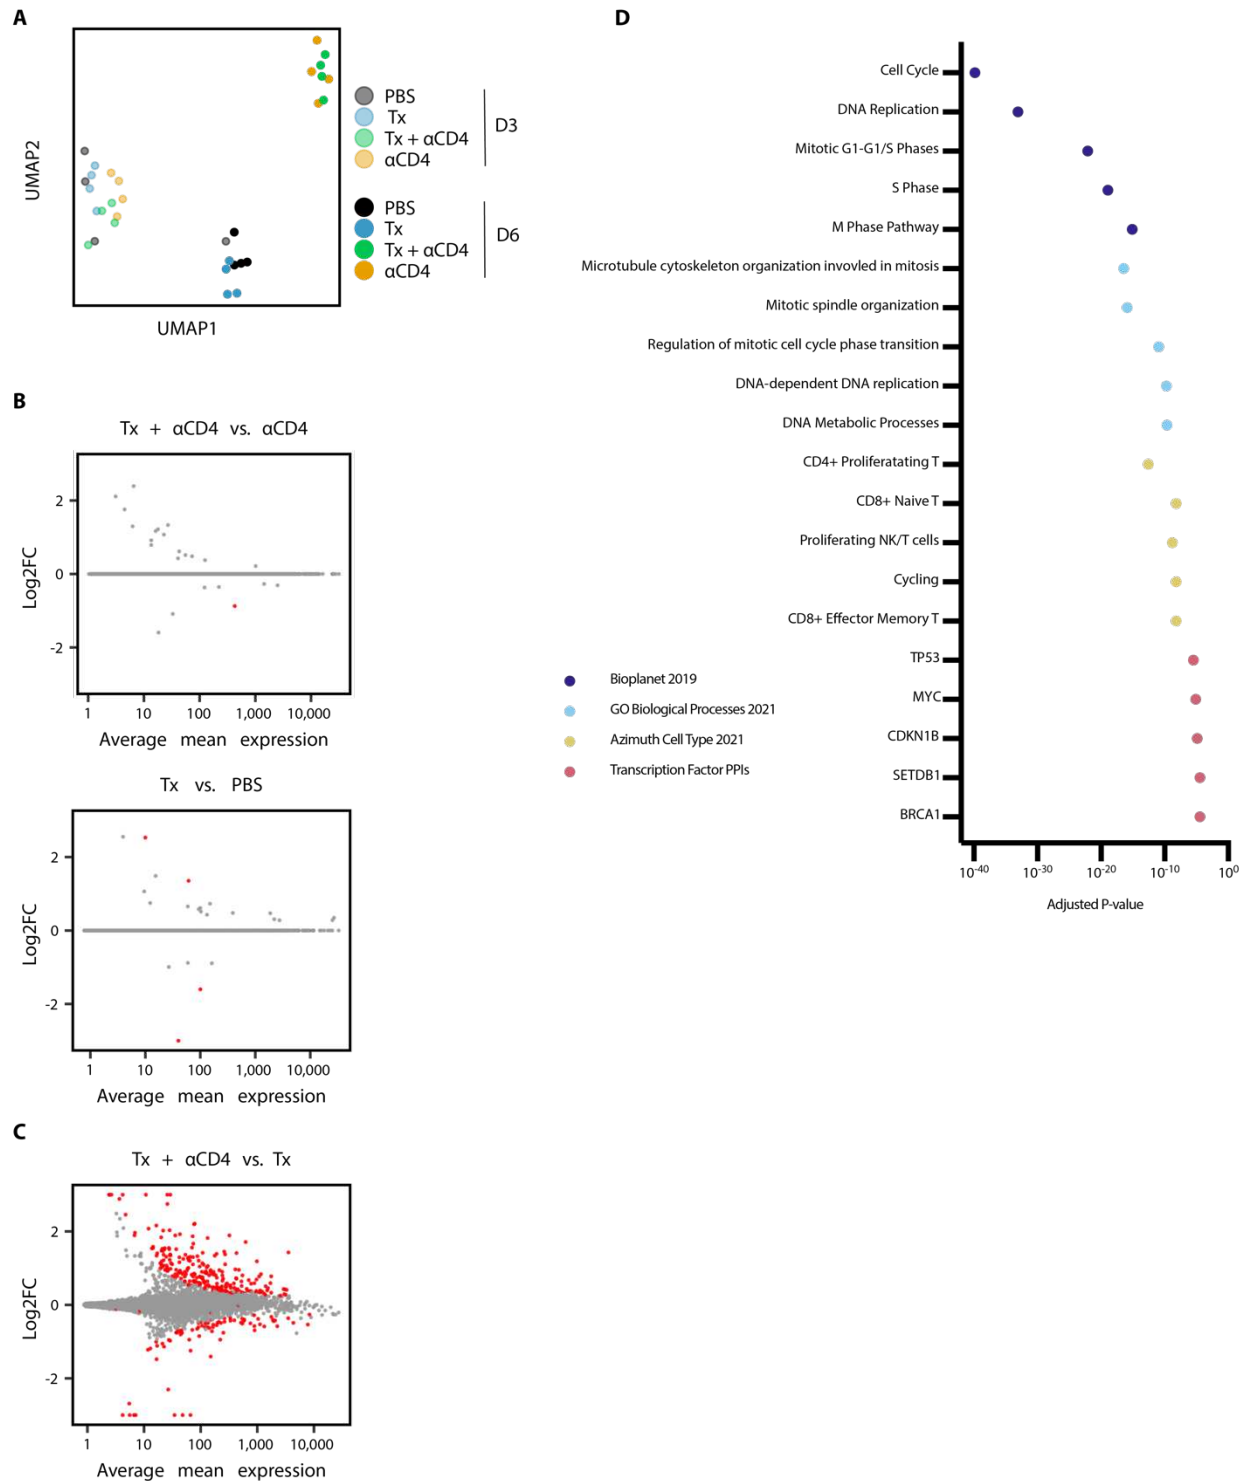 A
UMAP2
UMAP1
PBS
Tx
Tx + αCD4
αCD4
D3
PBS
Tx
Tx + αCD4
αCD4
D6
B
Tx + αCD4 vs. αCD4
Log2FC
2
0
-2
1 10 100 1,000 10,000
Average mean expression
Tx vs. PBS
Log2FC
2
0
-2
1 10 100 1,000 10,000
Average mean expression
C
Tx + αCD4 vs. Tx
Log2FC
2
0
-2
1 10 100 1,000 10,000
Average mean expression
D
Cell Cycle
DNA Replication
Mitotic G1-G1/S Phases
S Phase
M Phase Pathway
Microtubule cytoskeleton organization invovled in mitosis
Mitotic spindle organization
Regulation of mitotic cell cycle phase transition
DNA-dependent DNA replication
DNA Metabolic Processes
CD4+ Proliferatating T
CD8+ Naive T
Proliferating NK/T cells
Cycling
CD8+ Effector Memory T
TP53
MYC
CDKN1B
SETDB1
BRCA1
10⁻⁴⁰ 10⁻³⁰ 10⁻²⁰ 10⁻¹⁰ 10⁰
Adjusted P-value
Bioplanet 2019
GO Biological Processes 2021
Azimuth Cell Type 2021
Transcription Factor PPIs